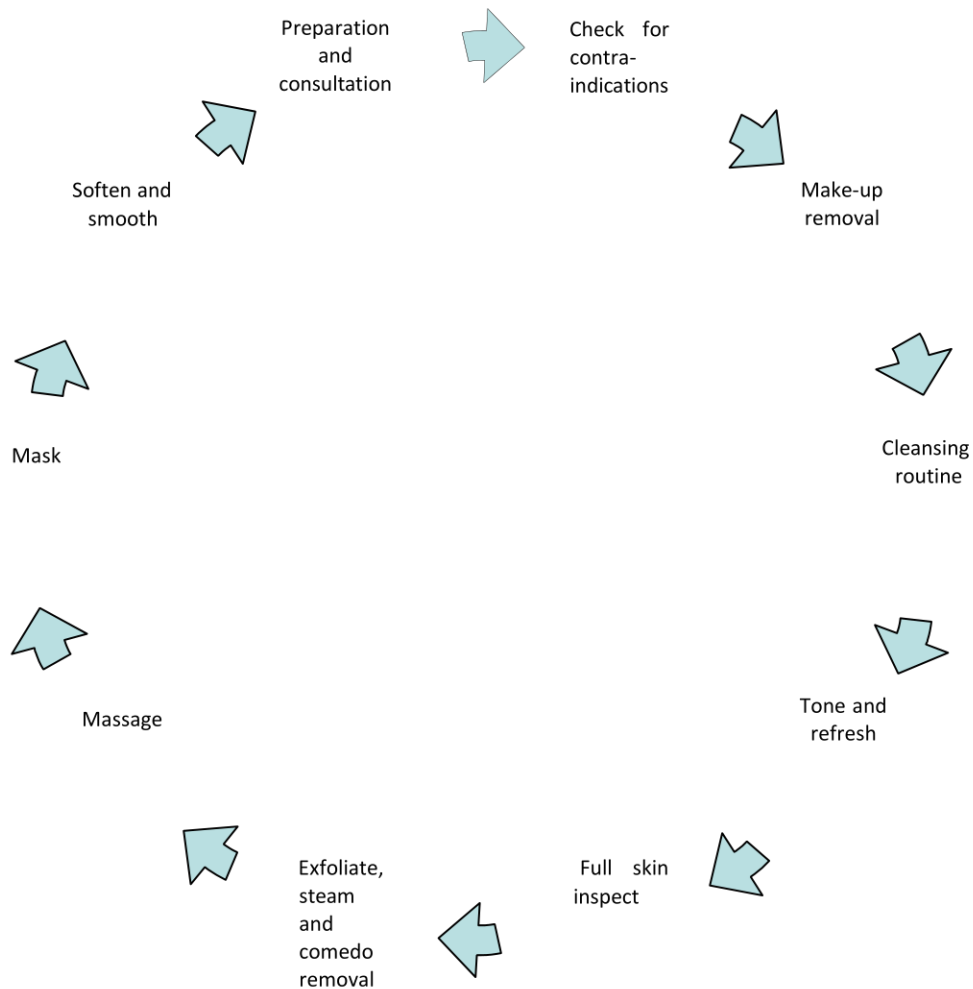 Preparation
and
consultation
Check for
contra-
indications
Make-up
removal
Cleansing
routine
Tone and
refresh
Full skin
inspect
Exfoliate,
steam
and
comedo
removal
Massage
Mask
Soften and
smooth